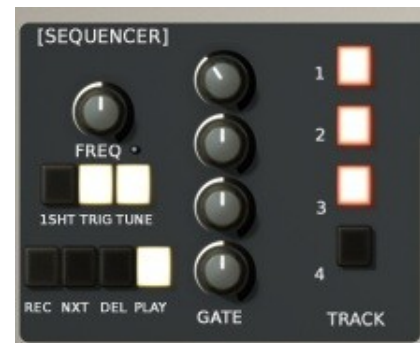 [SEQUENCER]
FREQ
1SHT TRIG TUNE
REC NXT DEL PLAY
GATE
1
2
3
4
TRACK